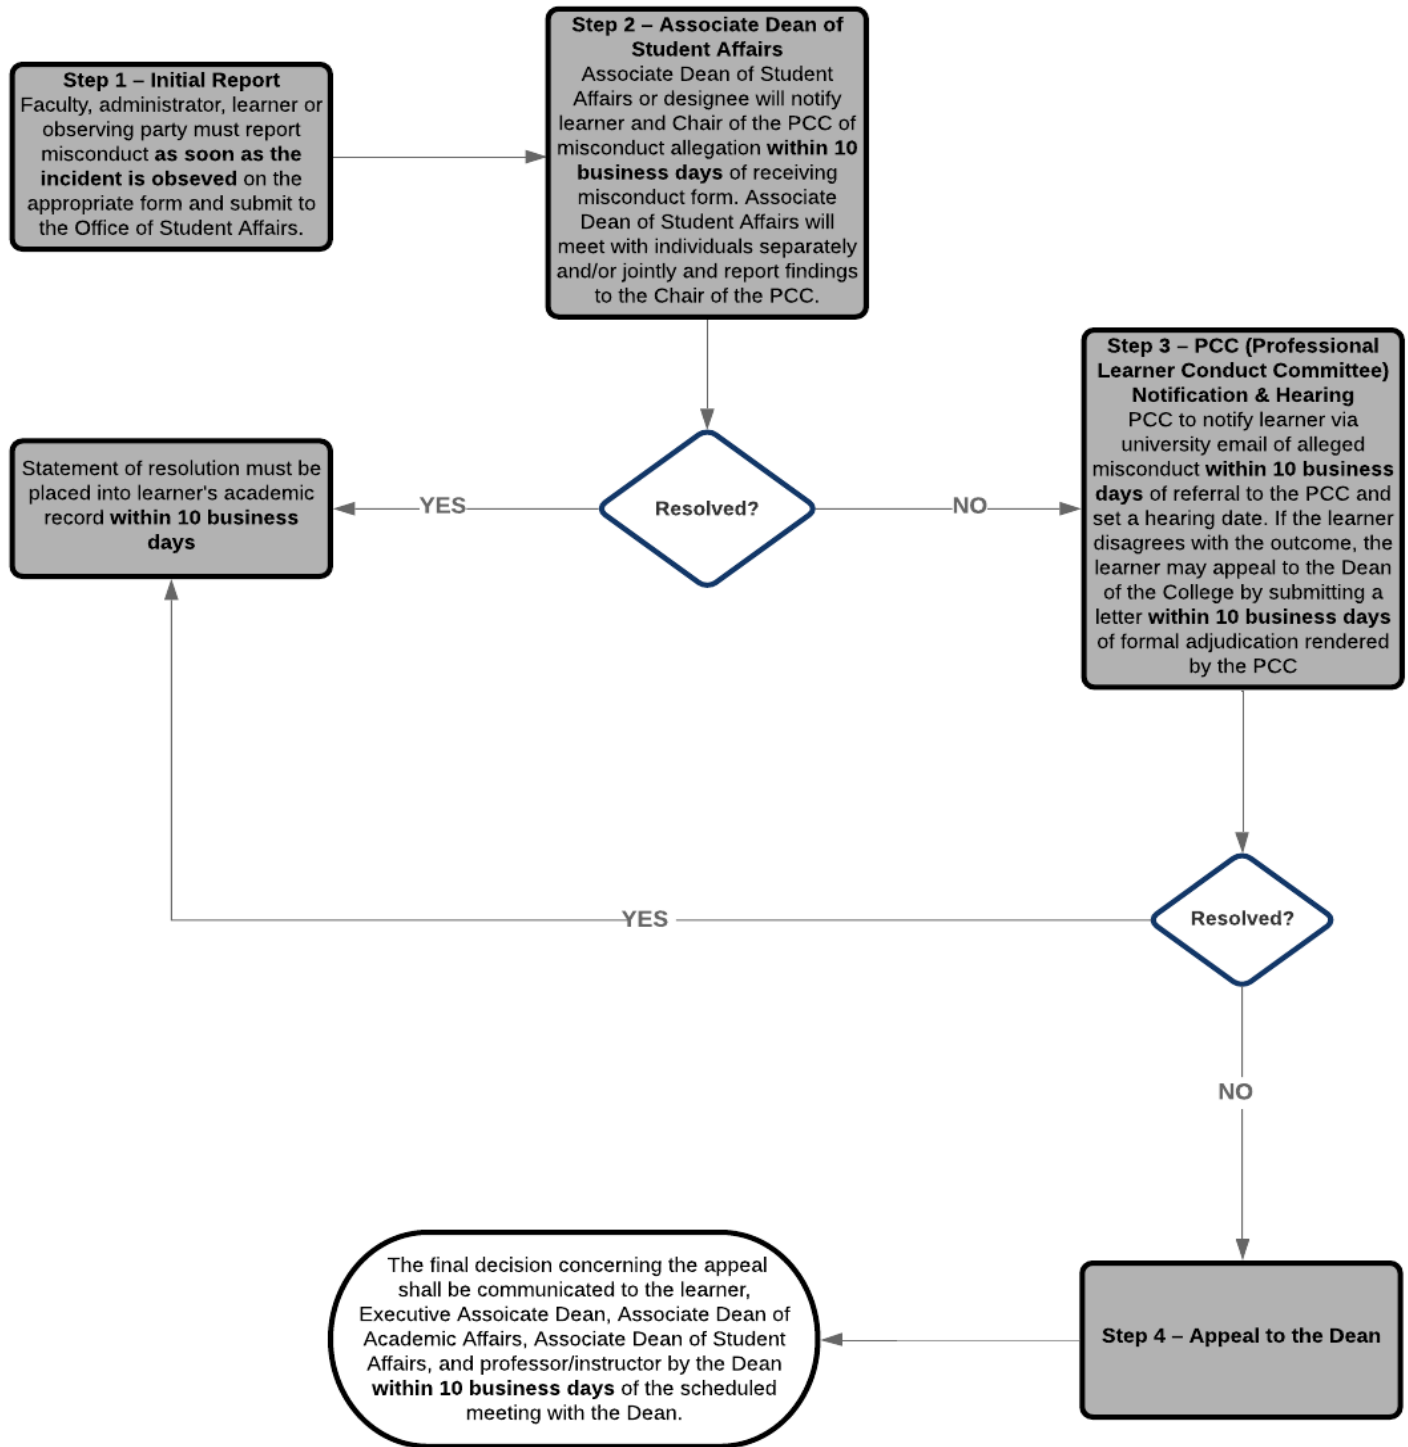 Step 1 – Initial Report
Faculty, administrator, learner or
observing party must report
misconduct as soon as the
incident is obseved on the
appropriate form and submit to
the Office of Student Affairs.
Step 2 – Associate Dean of
Student Affairs
Associate Dean of Student
Affairs or designee will notify
learner and Chair of the PCC of
misconduct allegation within 10
business days of receiving
misconduct form. Associate
Dean of Student Affairs will
meet with individuals separately
and/or jointly and report findings
to the Chair of the PCC.
Resolved?
YES
Statement of resolution must be
placed into learner's academic
record within 10 business
days
NO
Step 3 – PCC (Professional
Learner Conduct Committee)
Notification & Hearing
PCC to notify learner via
university email of alleged
misconduct within 10 business
days of referral to the PCC and
set a hearing date. If the learner
disagrees with the outcome, the
learner may appeal to the Dean
of the College by submitting a
letter within 10 business days
of formal adjudication rendered
by the PCC
Resolved?
YES
NO
Step 4 – Appeal to the Dean
The final decision concerning the appeal
shall be communicated to the learner,
Executive Assoicate Dean, Associate Dean of
Academic Affairs, Associate Dean of Student
Affairs, and professor/instructor by the Dean
within 10 business days of the scheduled
meeting with the Dean.